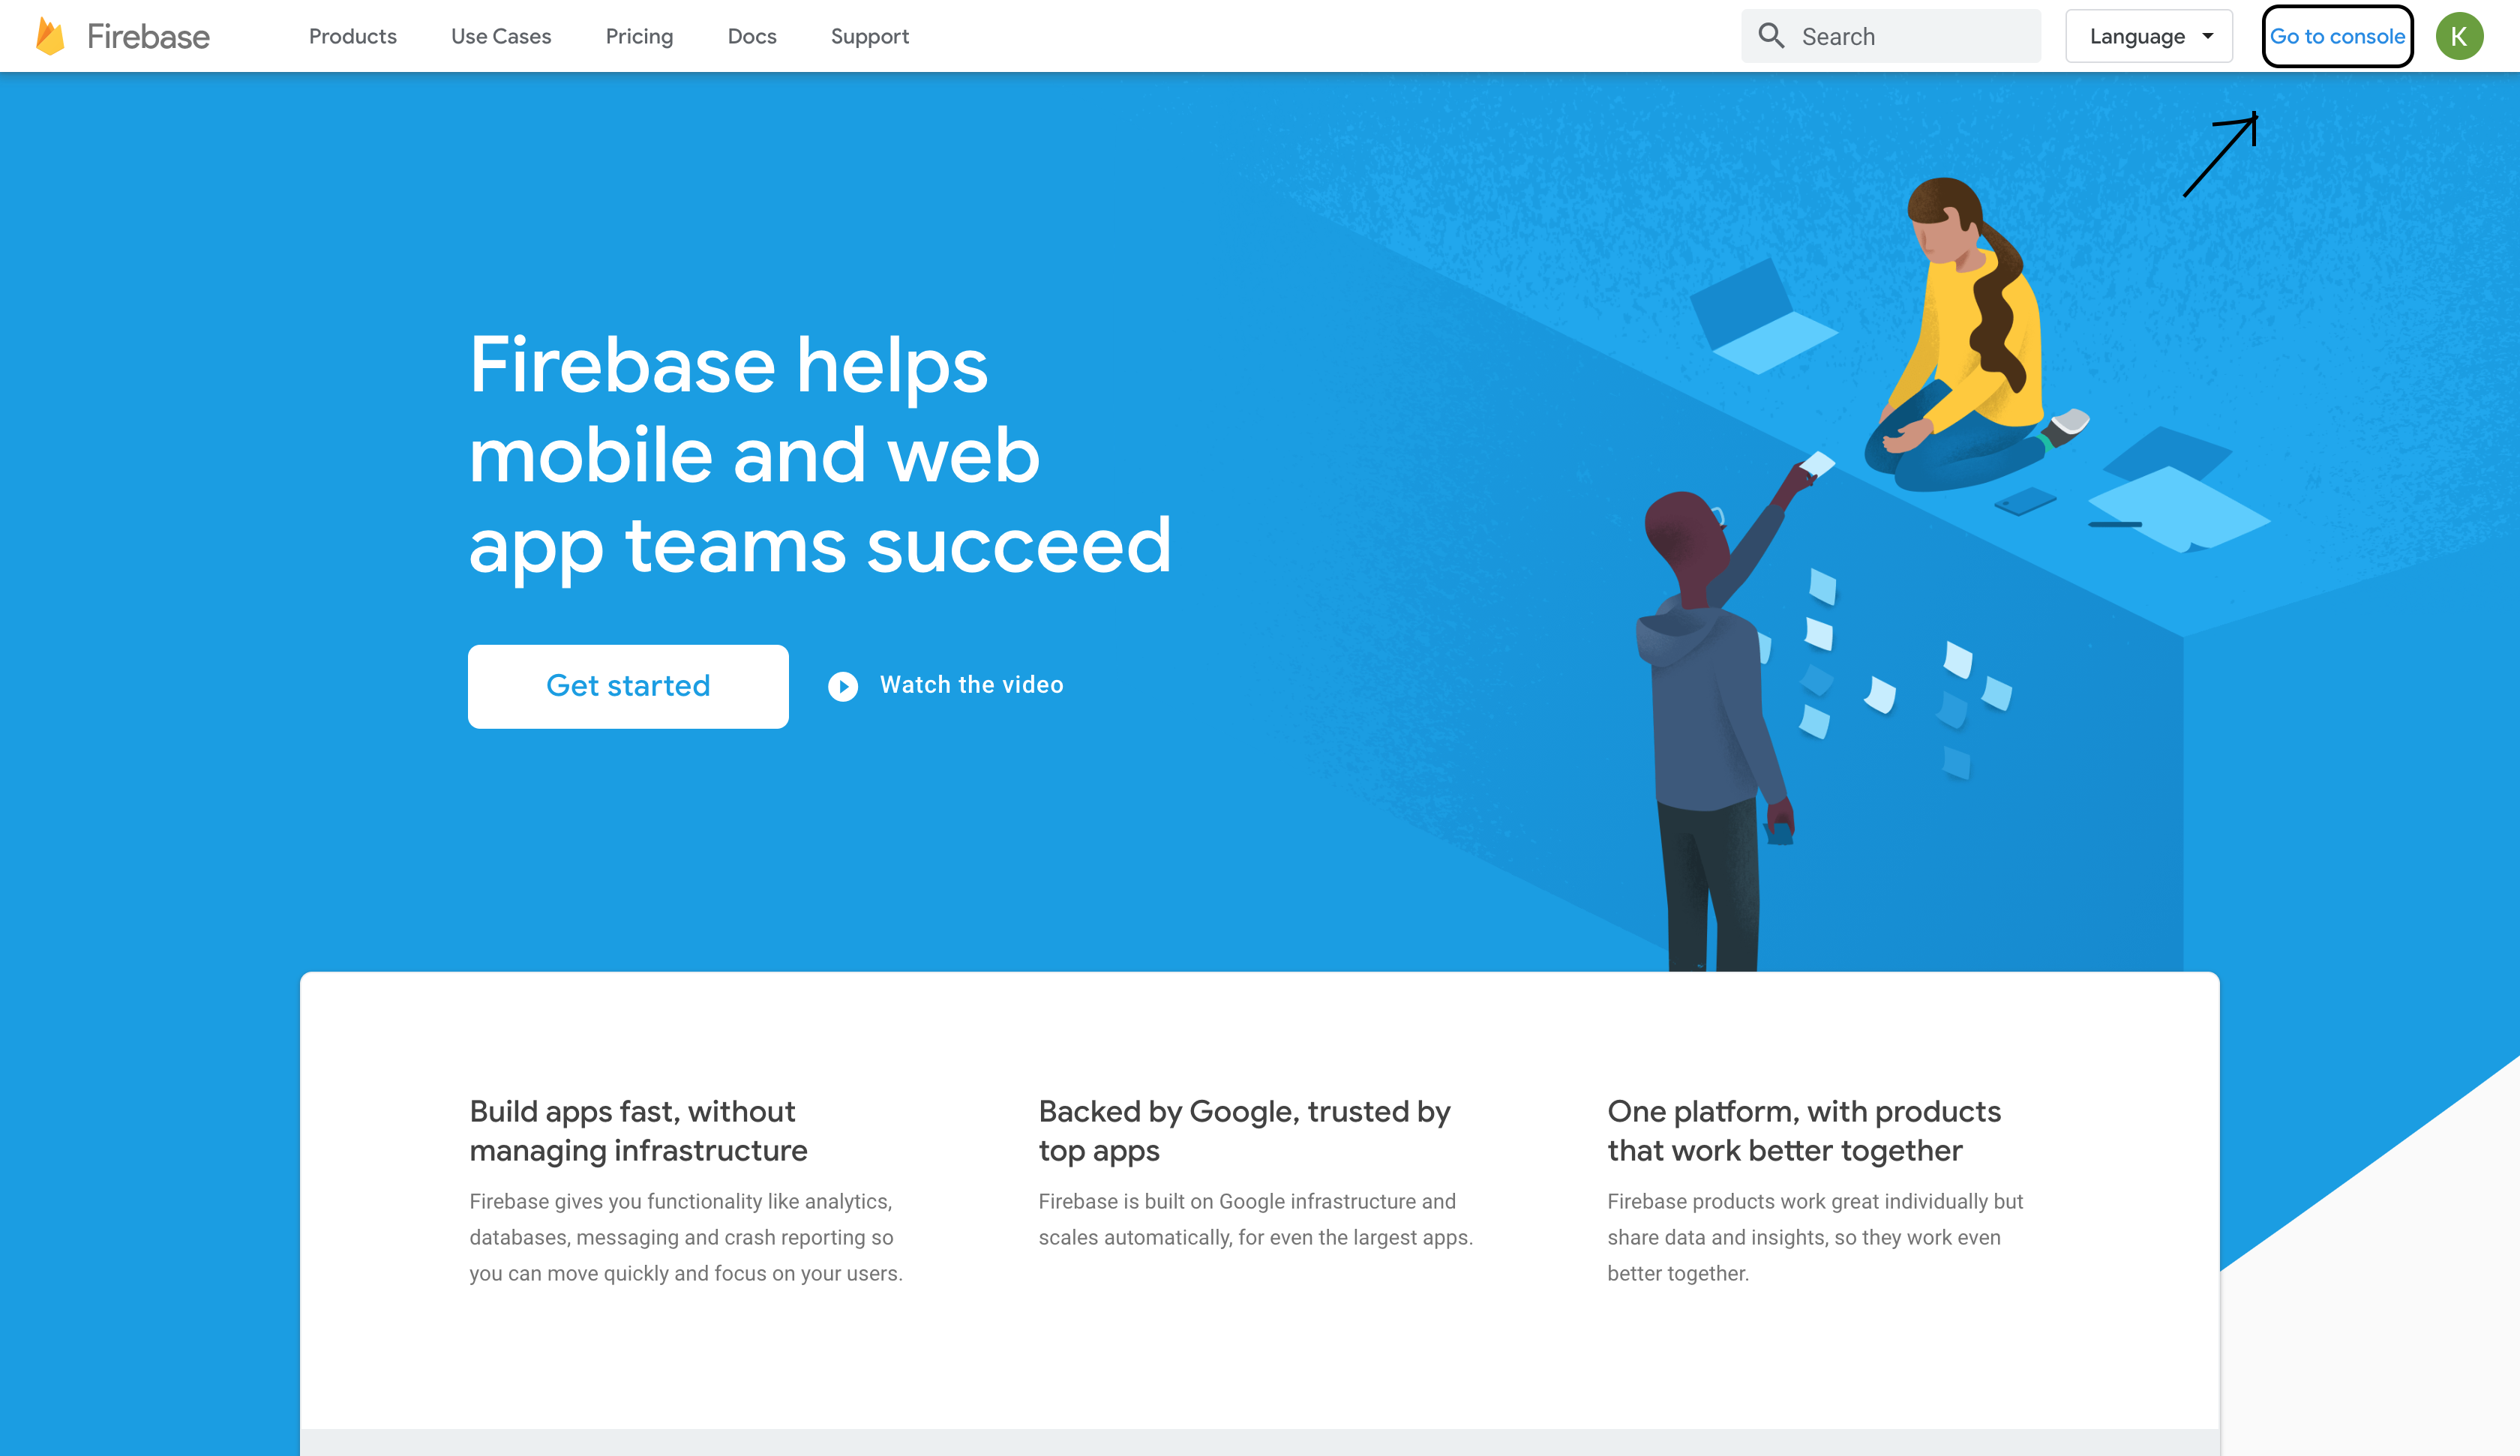 Firebase
Products
Use Cases
Pricing
Docs
Support
Search
Language
Go to console
K
Firebase helps
mobile and web
app teams succeed
Get started
Watch the video
Build apps fast, without
managing infrastructure
Firebase gives you functionality like analytics,
databases, messaging and crash reporting so
you can move quickly and focus on your users.
Backed by Google, trusted by
top apps
Firebase is built on Google infrastructure and
scales automatically, for even the largest apps.
One platform, with products
that work better together
Firebase products work great individually but
share data and insights, so they work even
better together.